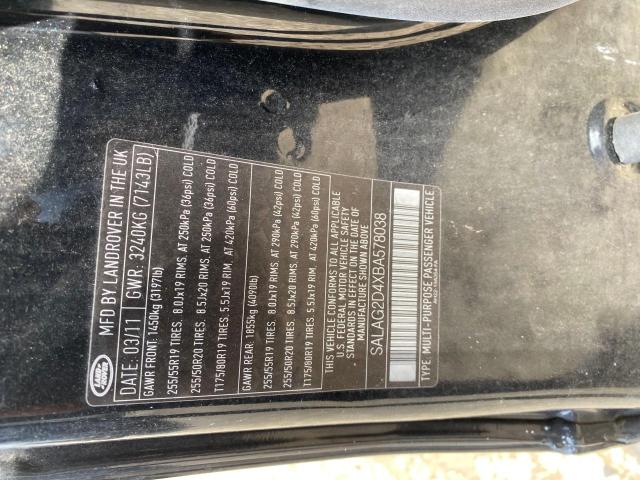 LAND
ROVER
MFD BY LANDROVER IN THE UK
DATE: 03/11 GWR: 3240KG (7143LB)
GAWR FRONT: 1450kg (3197lb)
255/55R19 TIRES. 8.0Jx19 RIMS. AT 250kPa (36psi) COLD
255/50R20 TIRES. 8.5Jx20 RIMS. AT 250kPa (36psi) COLD
T175/80R19 TIRES. 5.5Jx19 RIM, AT 420kPa (60psi) COLD
GAWR REAR: 1855kg (4090lb)
255/55R19 TIRES. 8.0Jx19 RIMS. AT 290kPa (42psi) COLD
255/50R20 TIRES. 8.5Jx20 RIMS. AT 290kPa (42psi) COLD
T175/80R19 TIRES. 5.5Jx19 RIM, AT 420kPa (60psi) COLD
THIS VEHICLE CONFORMS TO ALL APPLICABLE
U.S. FEDERAL MOTOR VEHICLE SAFETY
STANDARDS IN EFFECT ON THE DATE OF
MANUFACTURE SHOWN ABOVE
SALAG2D4XBA578038
TYPE: MULTI-PURPOSE PASSENGER VEHICLE